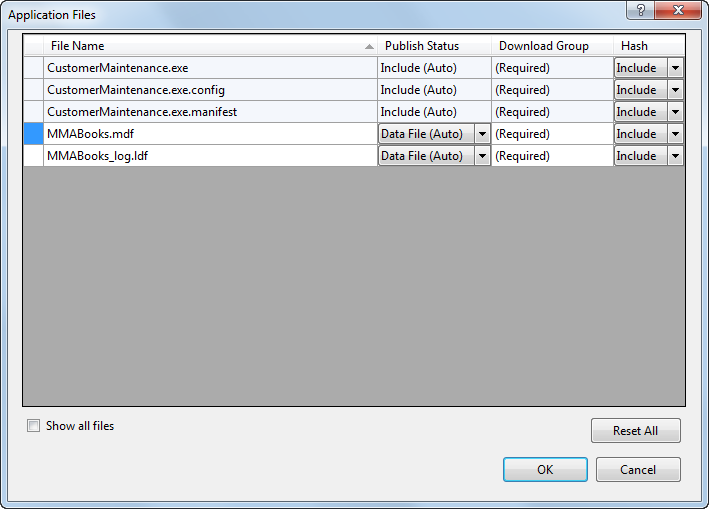 Application Files
File Name Publish Status Download Group Hash
CustomerMaintenance.exe Include (Auto) (Required) Include
CustomerMaintenance.exe.config Include (Auto) (Required) Include
CustomerMaintenance.exe.manifest Include (Auto) (Required) Include
MMABooks.mdf Data File (Auto) (Required) Include
MMABooks_log.ldf Data File (Auto) (Required) Include
Show all files
Reset All
OK Cancel